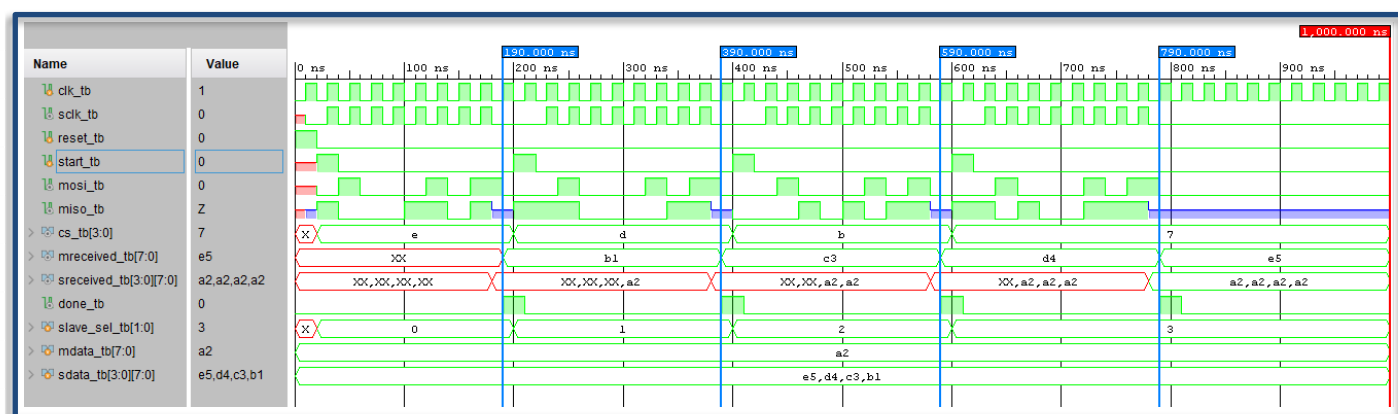 1,000.000 ns
190.000 ns 390.000 ns 590.000 ns 790.000 ns
Name Value 0 ns 100 ns 200 ns 300 ns 400 ns 500 ns 600 ns 700 ns 800 ns 900 ns
clk_tb 1
sclk_tb 0
reset_tb 0
start_tb 0
mosi_tb 0
miso_tb Z
cs_tb[3:0] 7 X e d b 7
mreceived_tb[7:0] e5 XX b1 c3 d4 e5
sreceived_tb[3:0][7:0] a2,a2,a2,a2 XX,XX,XX,XX XX,XX,XX,a2 XX,XX,a2,a2 XX,a2,a2,a2 a2,a2,a2,a2
done_tb 0
slave_sel_tb[1:0] 3 X 0 1 2 3
mdata_tb[7:0] a2 a2
sdata_tb[3:0][7:0] e5,d4,c3,b1 e5,d4,c3,b1